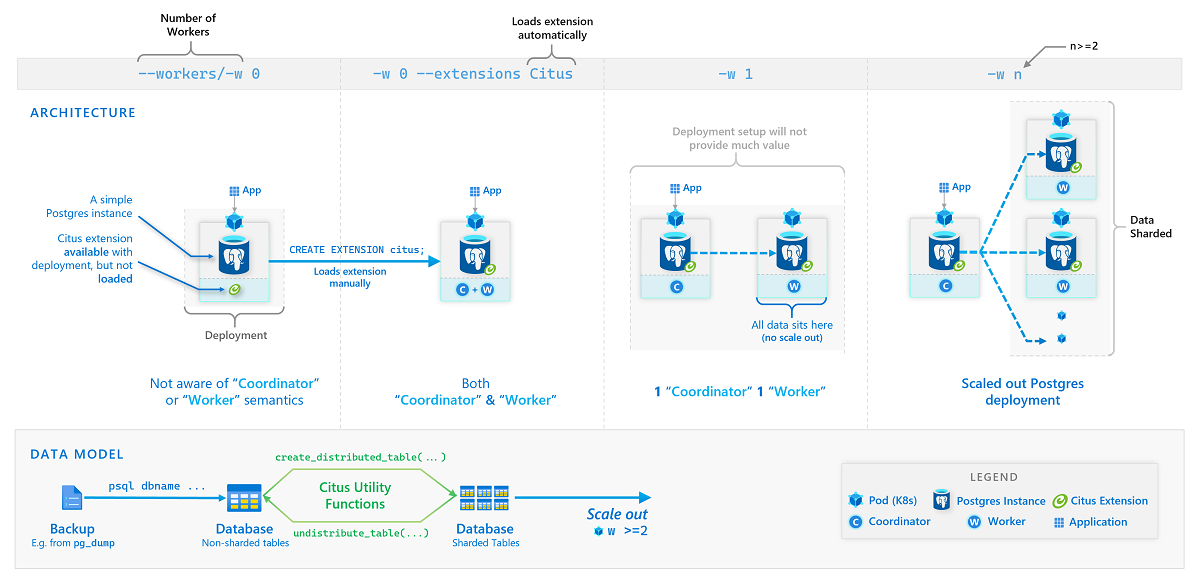 Number of
Workers
Loads extension
automatically
n>=2
--workers/-w 0
-w 0 --extensions Citus
-w 1
-w n
ARCHITECTURE
A simple
Postgres instance
Citus extension
available with
deployment, but not
loaded
App
Deployment
CREATE EXTENSION citus;
Loads extension
manually
App
C + W
Deployment setup will not
provide much value
App
C
W
All data sits here
(no scale out)
App
C
W
W
Data
Sharded
Not aware of “Coordinator”
or “Worker” semantics
Both
“Coordinator” & “Worker”
1 “Coordinator” 1 “Worker”
Scaled out Postgres
deployment
DATA MODEL
Backup
E.g. from pg_dump
psql dbname ...
Database
Non-sharded tables
create_distributed_table(...)
Citus Utility
Functions
undistribute_table(...)
Database
Sharded Tables
Scale out
w >=2
LEGEND
Pod (K8s)
Postgres Instance
Citus Extension
C Coordinator
W Worker
Application